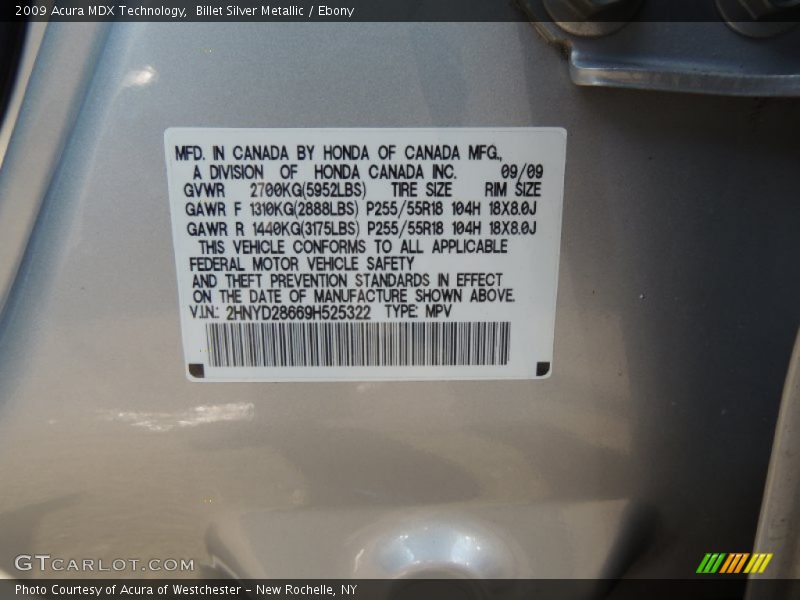 2009 Acura MDX Technology,  Billet Silver Metallic / Ebony
MFD. IN CANADA BY HONDA OF CANADA MFG.,
A DIVISION OF HONDA CANADA INC. 09/09
GVWR 2700KG(5952LBS) TIRE SIZE RIM SIZE
GAWR F 1310KG(2888LBS) P255/55R18 104H 18X8.0J
GAWR R 1440KG(3175LBS) P255/55R18 104H 18X8.0J
THIS VEHICLE CONFORMS TO ALL APPLICABLE
FEDERAL MOTOR VEHICLE SAFETY
AND THEFT PREVENTION STANDARDS IN EFFECT
ON THE DATE OF MANUFACTURE SHOWN ABOVE.
V.I.N.: 2HNYD28669H525322 TYPE: MPV
GTCARLOT.COM
Photo Courtesy of Acura of Westchester - New Rochelle, NY